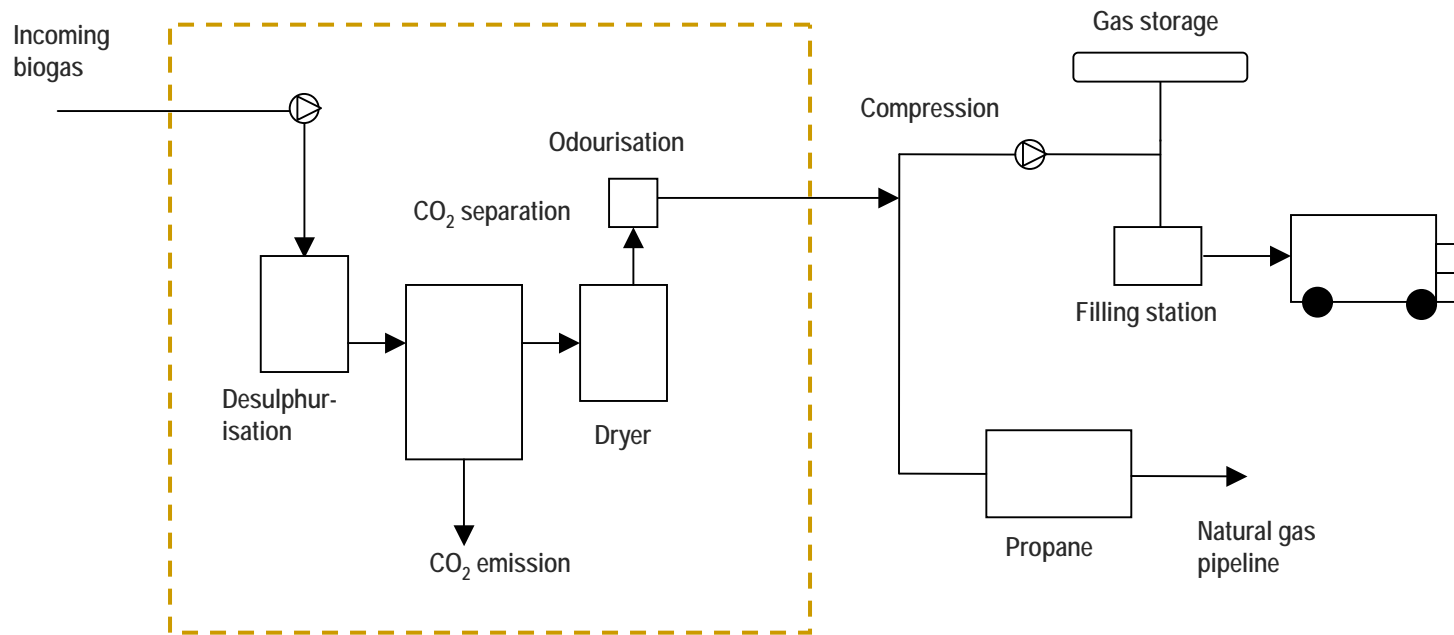 Incoming
biogas
Gas storage
Compression
Odourisation
CO₂ separation
Filling station
Desulphur-
isation
Dryer
CO₂ emission
Propane
Natural gas
pipeline